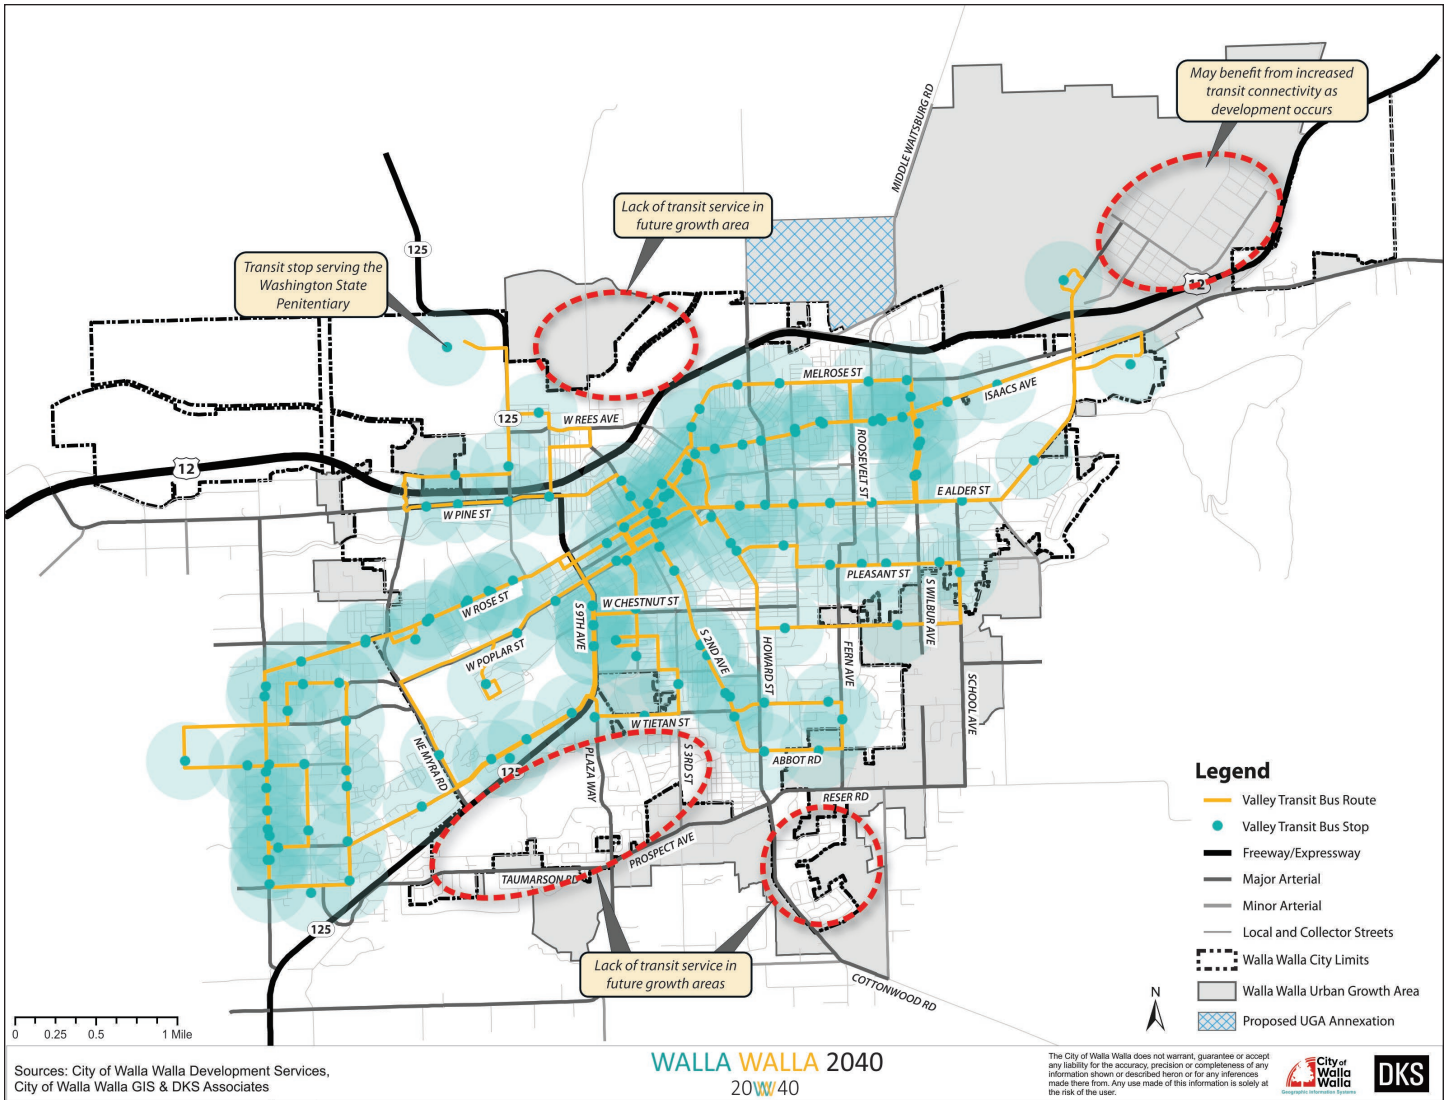 May benefit from increased
transit connectivity as
development occurs
MIDDLE WAITSBURG RD
Lack of transit service in
future growth area
125
Transit stop serving the
Washington State
Penitentiary
12
MELROSE ST
ISAACS AVE
125
W REES AVE
ROOSEVELT ST
12
E ALDER ST
W PINE ST
PLEASANT ST
S WILBUR AVE
W CHESTNUT ST
W ROSE ST
S 9TH AVE
S 2ND AVE
HOWARD ST
FERN AVE
W POPLAR ST
SCHOOL AVE
W TIETAN ST
NE MYRA RD
PLAZA WAY
S 3RD ST
ABBOT RD
125
RESER RD
PROSPECT AVE
TAUMARSON RD
125
Lack of transit service in
future growth areas
COTTONWOOD RD
Legend
Valley Transit Bus Route
Valley Transit Bus Stop
Freeway/Expressway
Major Arterial
Minor Arterial
Local and Collector Streets
Walla Walla City Limits
Walla Walla Urban Growth Area
Proposed UGA Annexation
N
0 0.25 0.5 1 Mile
Sources: City of Walla Walla Development Services,
City of Walla Walla GIS & DKS Associates
WALLA WALLA 2040
20W40
The City of Walla Walla does not warrant, guarantee or accept
any liability for the accuracy, precision or completeness of any
information shown or described heron or for any inferences
made there from. Any use made of this information is solely at
the risk of the user.
City of
Walla
Walla
Geographic Information Systems
DKS